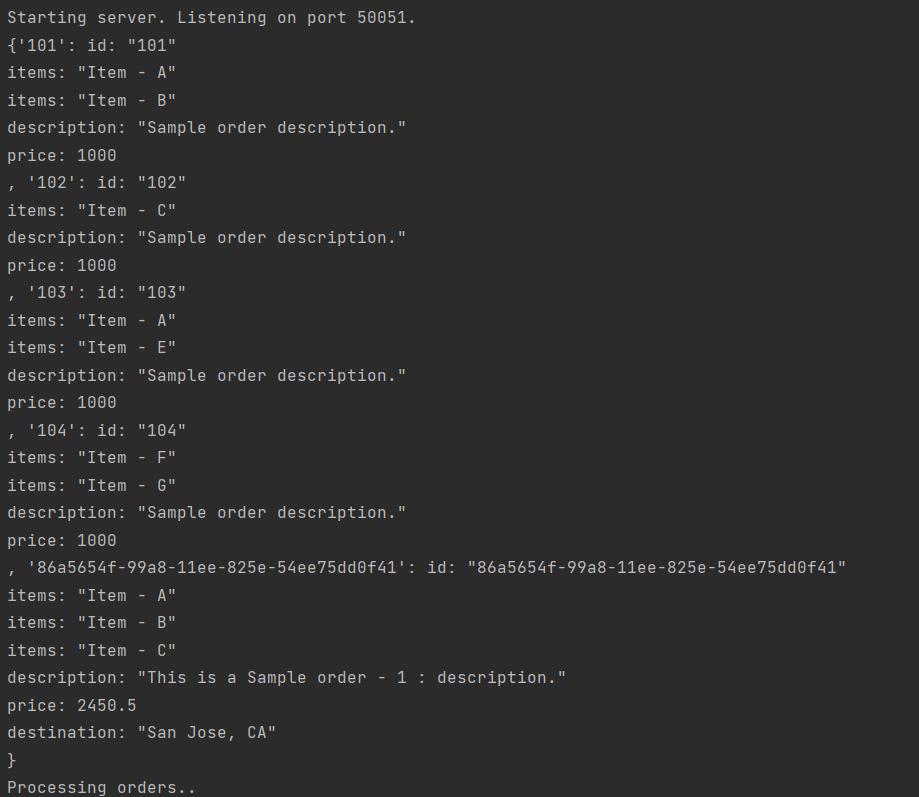 Starting server. Listening on port 50051.
{'101': id: "101"
items: "Item - A"
items: "Item - B"
description: "Sample order description."
price: 1000
, '102': id: "102"
items: "Item - C"
description: "Sample order description."
price: 1000
, '103': id: "103"
items: "Item - A"
items: "Item - E"
description: "Sample order description."
price: 1000
, '104': id: "104"
items: "Item - F"
items: "Item - G"
description: "Sample order description."
price: 1000
, '86a5654f-99a8-11ee-825e-54ee75dd0f41': id: "86a5654f-99a8-11ee-825e-54ee75dd0f41"
items: "Item - A"
items: "Item - B"
items: "Item - C"
description: "This is a Sample order - 1 : description."
price: 2450.5
destination: "San Jose, CA"
}
Processing orders..